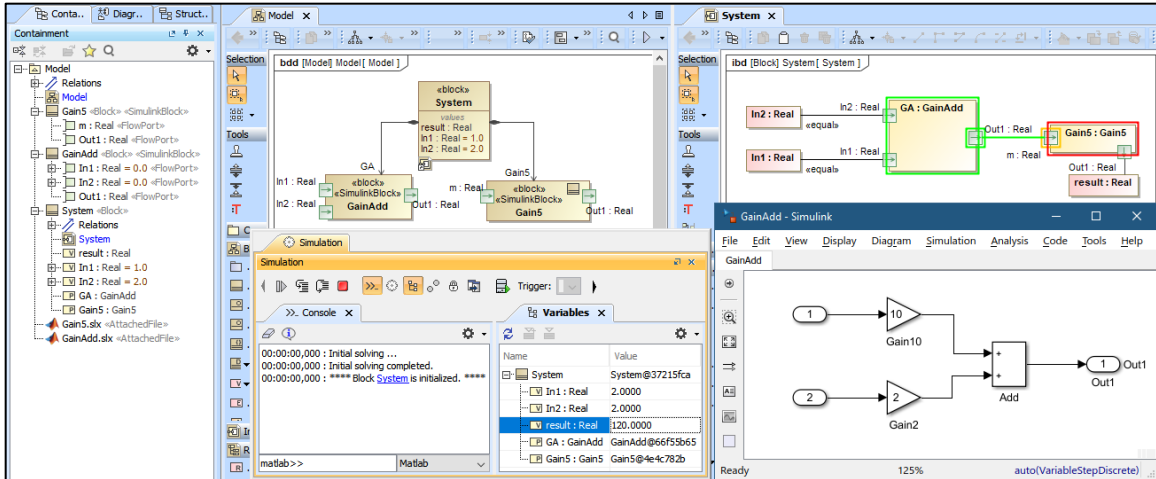 Conta..
Diagr..
Struct..
Containment
Model
Relations
Model
Gain5 «Block» «SimulinkBlock»
m : Real «FlowPort»
Out1 : Real «FlowPort»
GainAdd «Block» «SimulinkBlock»
In1 : Real = 0.0 «FlowPort»
In2 : Real = 0.0 «FlowPort»
Out1 : Real «FlowPort»
System «Block»
Relations
System
V result : Real
V In1 : Real = 1.0
V In2 : Real = 2.0
P GA : GainAdd
P Gain5 : Gain5
Gain5.slx «AttachedFile»
GainAdd.slx «AttachedFile»
Model
Selection
Tools
bdd [Model] Model[ Model ]
«block»
System
values
result : Real
In1 : Real = 1.0
In2 : Real = 2.0
GA
Gain5
In1 : Real
In2 : Real
«block»
«SimulinkBlock»
GainAdd
Out1 : Real
m : Real
«block»
«SimulinkBlock»
Gain5
Out1 : Real
System
Selection
Tools
ibd [Block] System[ System ]
In2 : Real
In2 : Real
«equal»
In1 : Real
In1 : Real
«equal»
GA : GainAdd
Out1 : Real
m : Real
Gain5 : Gain5
Out1 : Real
result : Real
Simulation
Simulation
Trigger:
Console
00:00:00,000 : Initial solving ...
00:00:00,000 : Initial solving completed.
00:00:00,000 : **** Block System is initialized. ****
matlab>>
Matlab
Variables
Name Value
System System@37215fca
V In1 : Real 2.0000
V In2 : Real 2.0000
V result : Real 120.0000
P GA : GainAdd GainAdd@66f55b65
P Gain5 : Gain5 Gain5@4e4c782b
GainAdd - Simulink
File Edit View Display Diagram Simulation Analysis Code Tools Help
GainAdd
1
10
Gain10
2
2
Gain2
+
+
Add
1
Out1
Out1
Ready 125% auto(VariableStepDiscrete)